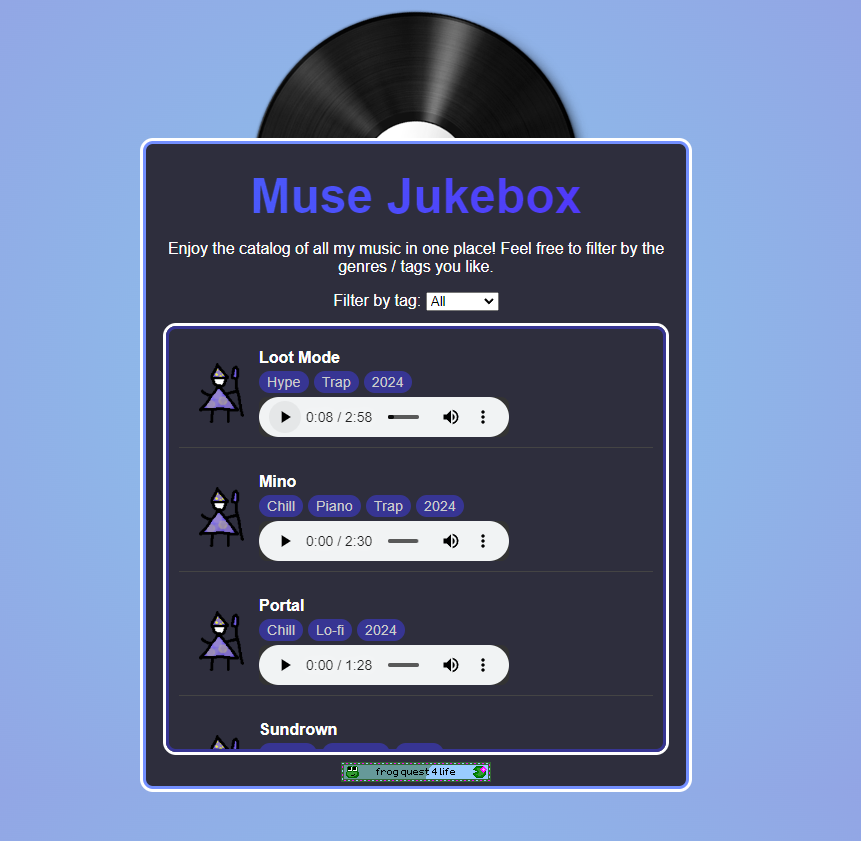 Muse Jukebox
Enjoy the catalog of all my music in one place! Feel free to filter by the
genres / tags you like.
Filter by tag: All
Loot Mode
Hype Trap 2024
0:08 / 2:58
Mino
Chill Piano Trap 2024
0:00 / 2:30
Portal
Chill Lo-fi 2024
0:00 / 1:28
Sundrown
frog quest 4 life